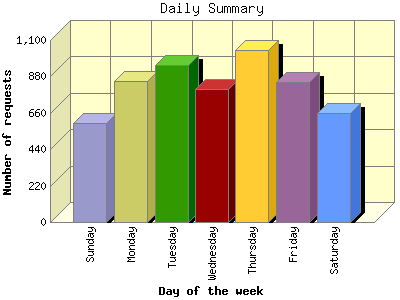 Daily Summary
Number of requests
1,100
880
660
440
220
0
Sunday
Monday
Tuesday
Wednesday
Thursday
Friday
Saturday
Day of the week